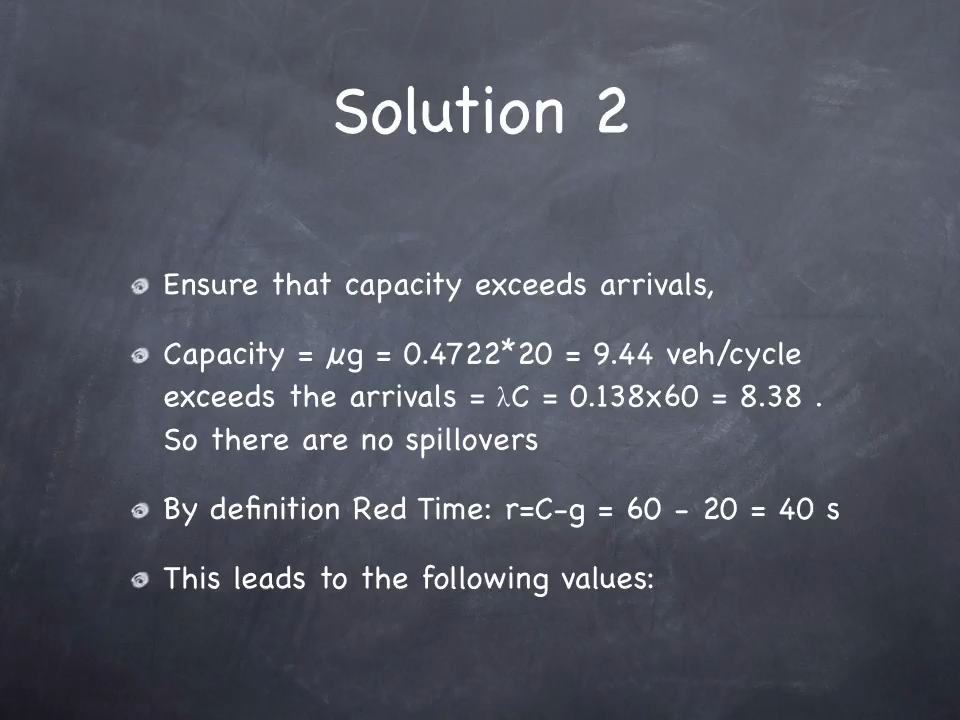 Solution 2
Ensure that capacity exceeds arrivals,
Capacity = μg = 0.4722*20 = 9.44 veh/cycle
exceeds the arrivals = λC = 0.138x60 = 8.38 .
So there are no spillovers
By definition Red Time: r=C-g = 60 - 20 = 40 s
This leads to the following values: